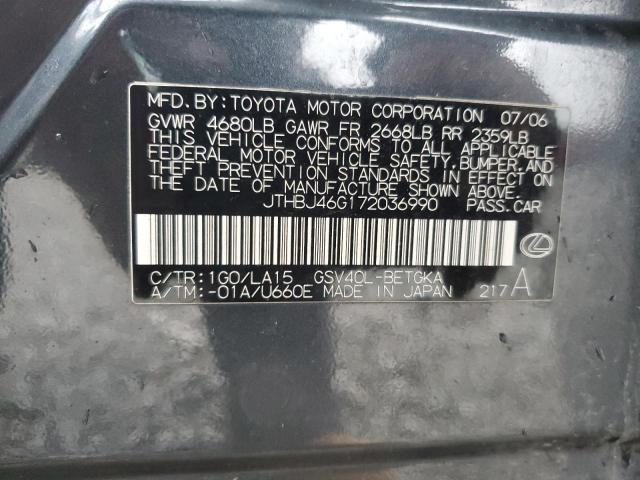 MFD. BY: TOYOTA MOTOR CORPORATION 07/06
GVWR 4680LB GAWR FR 2668LB RR 2359LB
THIS VEHICLE CONFORMS TO ALL APPLICABLE
FEDERAL MOTOR VEHICLE SAFETY, BUMPER, AND
THEFT PREVENTION STANDARDS IN EFFECT ON
THE DATE OF MANUFACTURE SHOWN ABOVE.
JTHBJ46G172036990 PASS. CAR
C/TR: 1G0/LA15 GSV40L-BETGKA
A/TM: -01A/U660E MADE IN JAPAN 217 A